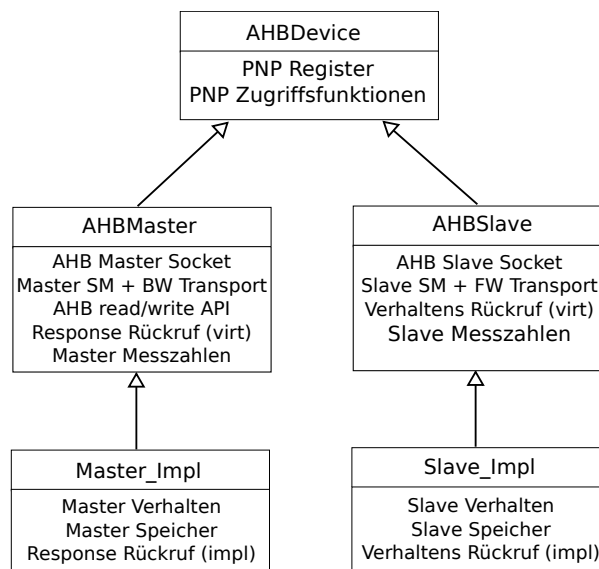 AHBDevice
PNP Register
PNP Zugriffsfunktionen
AHBMaster
AHB Master Socket
Master SM + BW Transport
AHB read/write API
Response Rückruf (virt)
Master Messzahlen
AHBSlave
AHB Slave Socket
Slave SM + FW Transport
Verhaltens Rückruf (virt)
Slave Messzahlen
Master_Impl
Master Verhalten
Master Speicher
Response Rückruf (impl)
Slave_Impl
Slave Verhalten
Slave Speicher
Verhaltens Rückruf (impl)